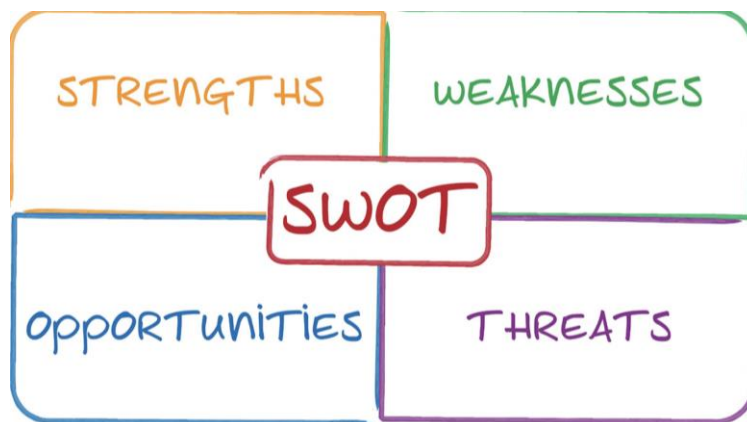 STRENGTHS
WEAKNESSES
SWOT
OPPORTUNITIES
THREATS